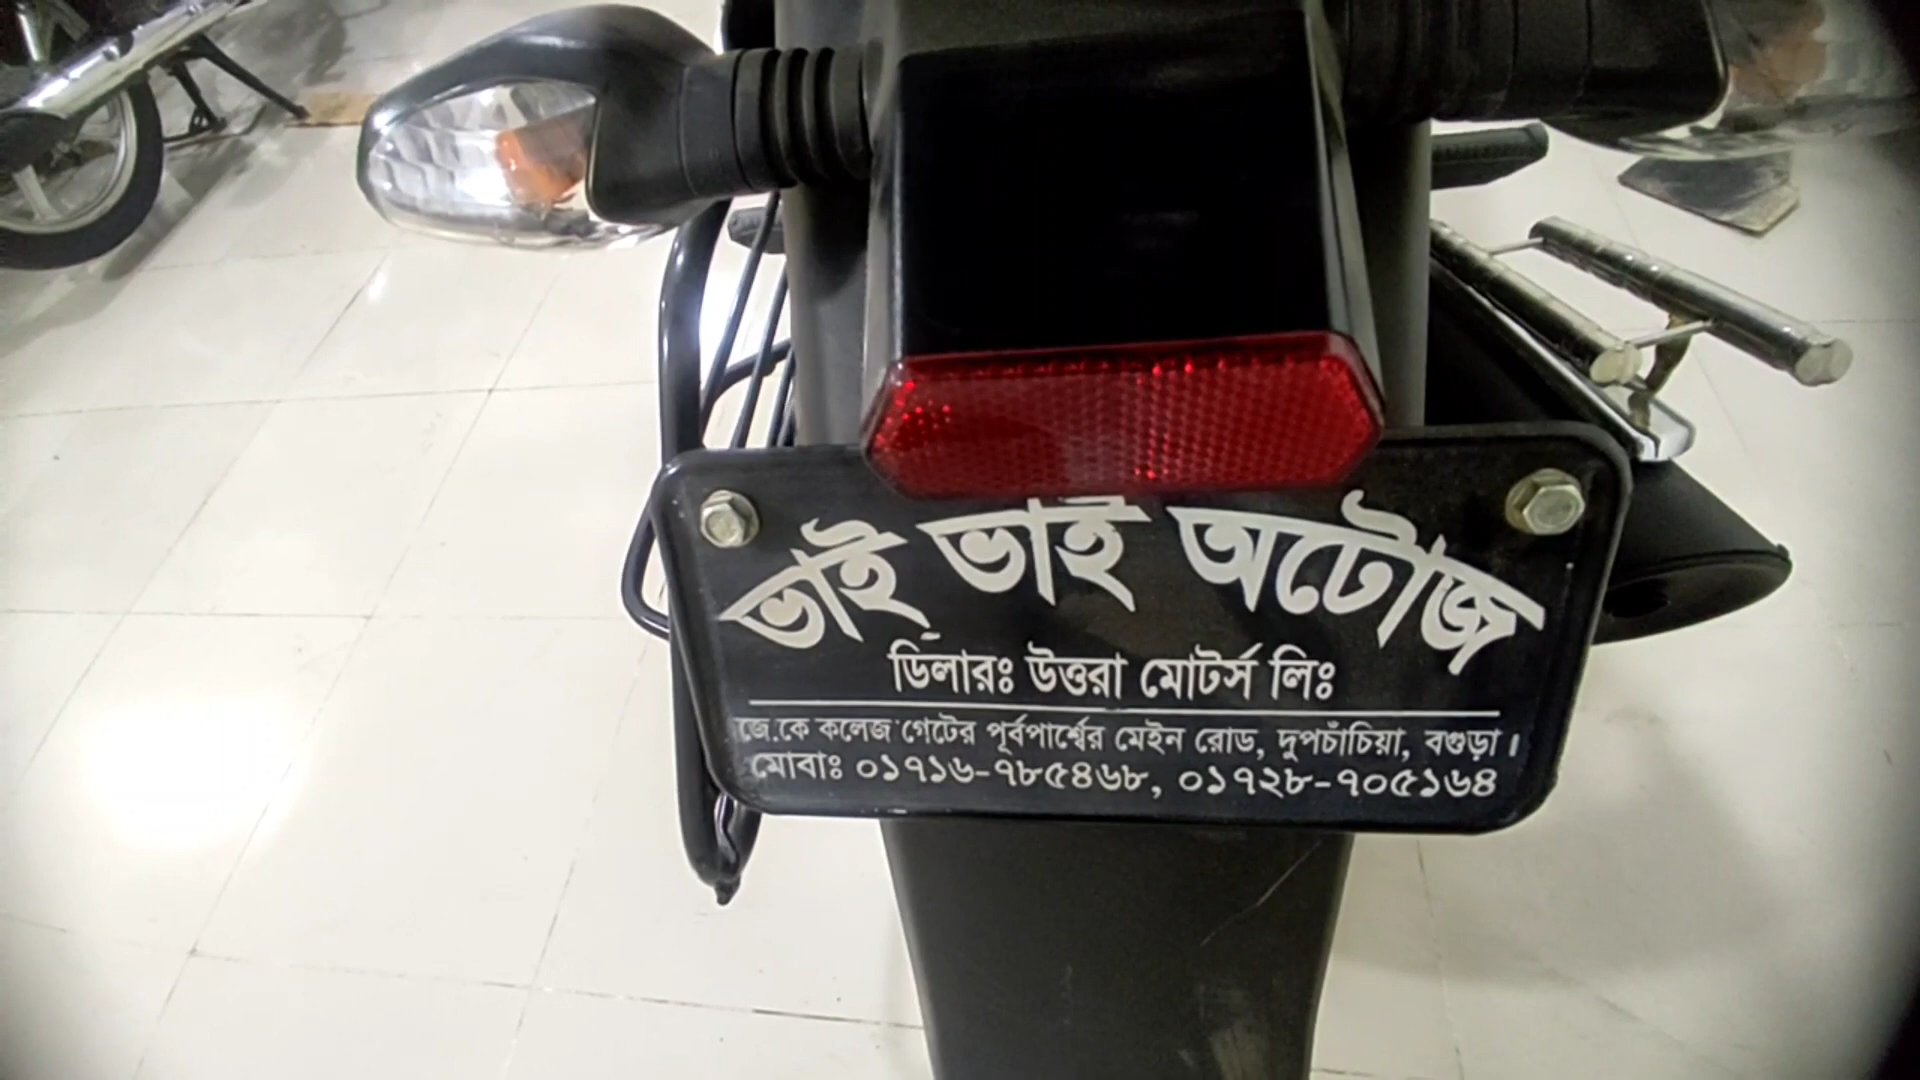 ভাই ভাই অটোজ
ডিলারঃ উত্তরা মোটর্স লিঃ
জে.কে কলেজ গেটের পূর্বপার্শ্বের মেইন রোড, দুপচাঁচিয়া, বগুড়া।
মোবাঃ ০১৭১৬-৭৮৫৪৬৮, ০১৭২৮-৭০৫১৬৪